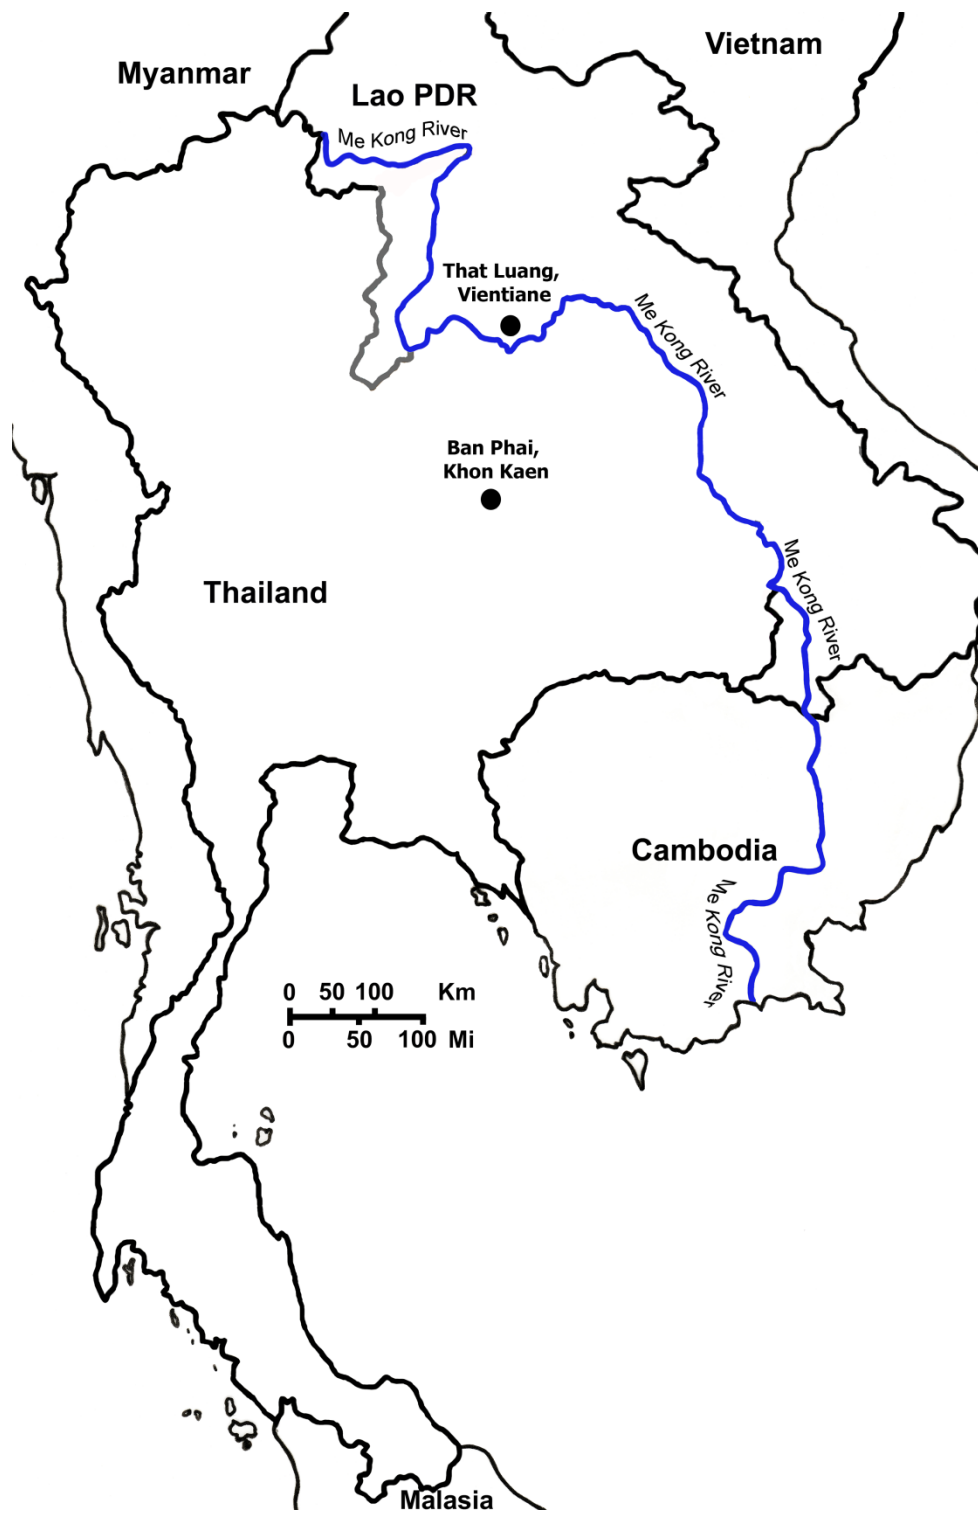 Vietnam
Myanmar
Lao PDR
Me Kong River
That Luang,
Vientiane
Me Kong River
Ban Phai,
Khon Kaen
Me Kong River
Thailand
Cambodia
Me Kong River
0 50 100 Km
0 50 100 Mi
Malasia